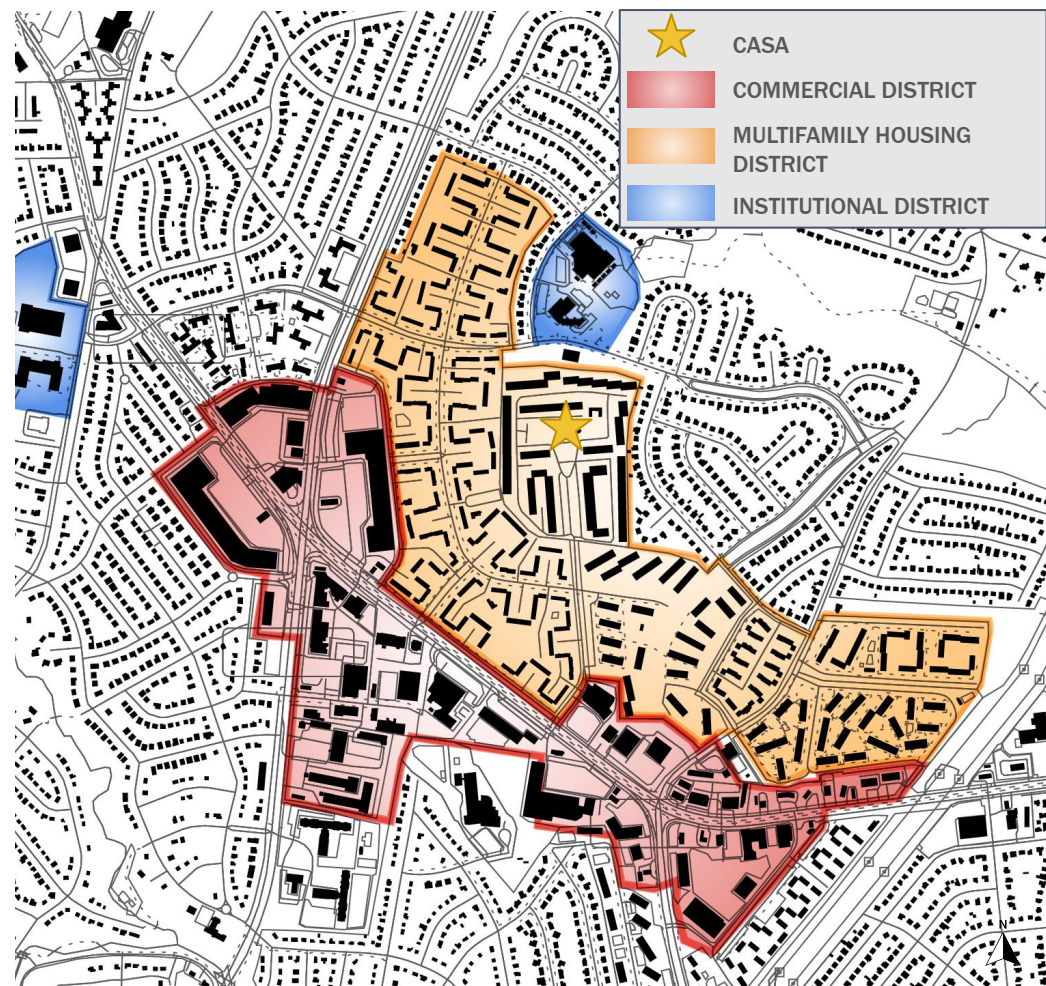 CASA
COMMERCIAL DISTRICT
MULTIFAMILY HOUSING
DISTRICT
INSTITUTIONAL DISTRICT
N